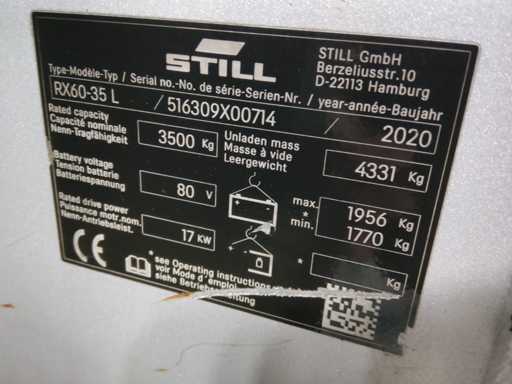 STILL
STILL GmbH
Berzeliusstr.10
D-22113 Hamburg
Type-Modèle-Typ / Serial no.-No. de série-Serien-Nr. / year-année-Baujahr
RX60-35 L / 516309X00714 / 2020
Rated capacity
Capacité nominale
Nenn-Tragfähigkeit
3500 Kg
Unladen mass
Masse à vide
Leergewicht
4331 Kg
Battery voltage
Tension batterie
Batteriespannung
80 V
max. 1956 Kg
*
min. 1770 Kg
Rated drive power
Puissance motr.nom.
Nenn-Antriebsleist.
17 KW
* Kg
CE
*see Operating instructions
voir Mode d'emploi
siehe Betriebsanleitung
STILL